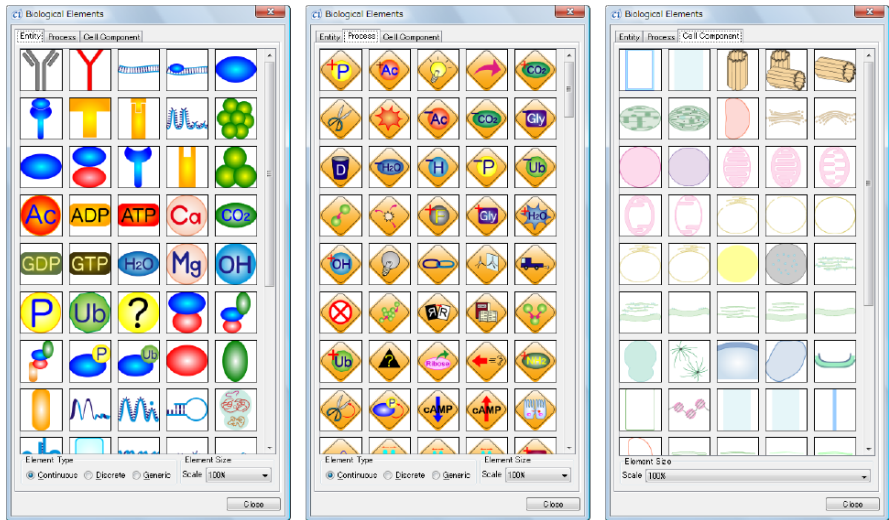 Biological Elements
Entity Process Cell Component
Ac ADP ATP Ca CO2
GDP GTP H2O Mg OH
P Ub ?
P Ub
Element Type
Continuous Discrete Generic
Element Size
Scale 100%
Close
Biological Elements
Entity Process Cell Component
+P +Ac +CO2
-Ac -CO2 -Gly
D -H2O -H -P -Ub
+Gly +H2O
+OH
R
+Ub ? Ribose =? 
P cAMP cAMP
Element Type
Continuous Discrete Generic
Element Size
Scale 100%
Close
Biological Elements
Entity Process Cell Component
Element Size
Scale 100%
Close